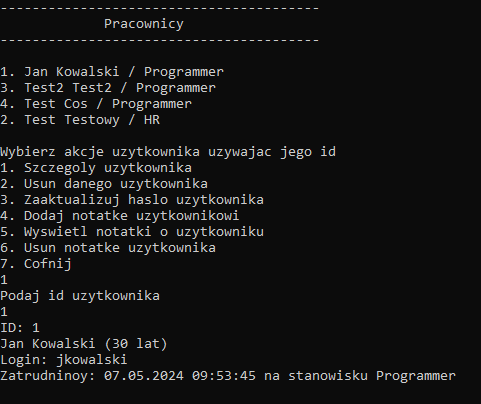 ----------------------------------------
Pracownicy
----------------------------------------
1. Jan Kowalski / Programmer
3. Test2 Test2 / Programmer
4. Test Cos / Programmer
2. Test Testowy / HR
Wybierz akcje uzytkownika uzywajac jego id
1. Szczegoly uzytkownika
2. Usun danego uzytkownika
3. Zaaktualizuj haslo uzytkownika
4. Dodaj notatke uzytkownikowi
5. Wyswietl notatki o uzytkowniku
6. Usun notatke uzytkownika
7. Cofnij
1
Podaj id uzytkownika
1
ID: 1
Jan Kowalski (30 lat)
Login: jkowalski
Zatrudninoy: 07.05.2024 09:53:45 na stanowisku Programmer